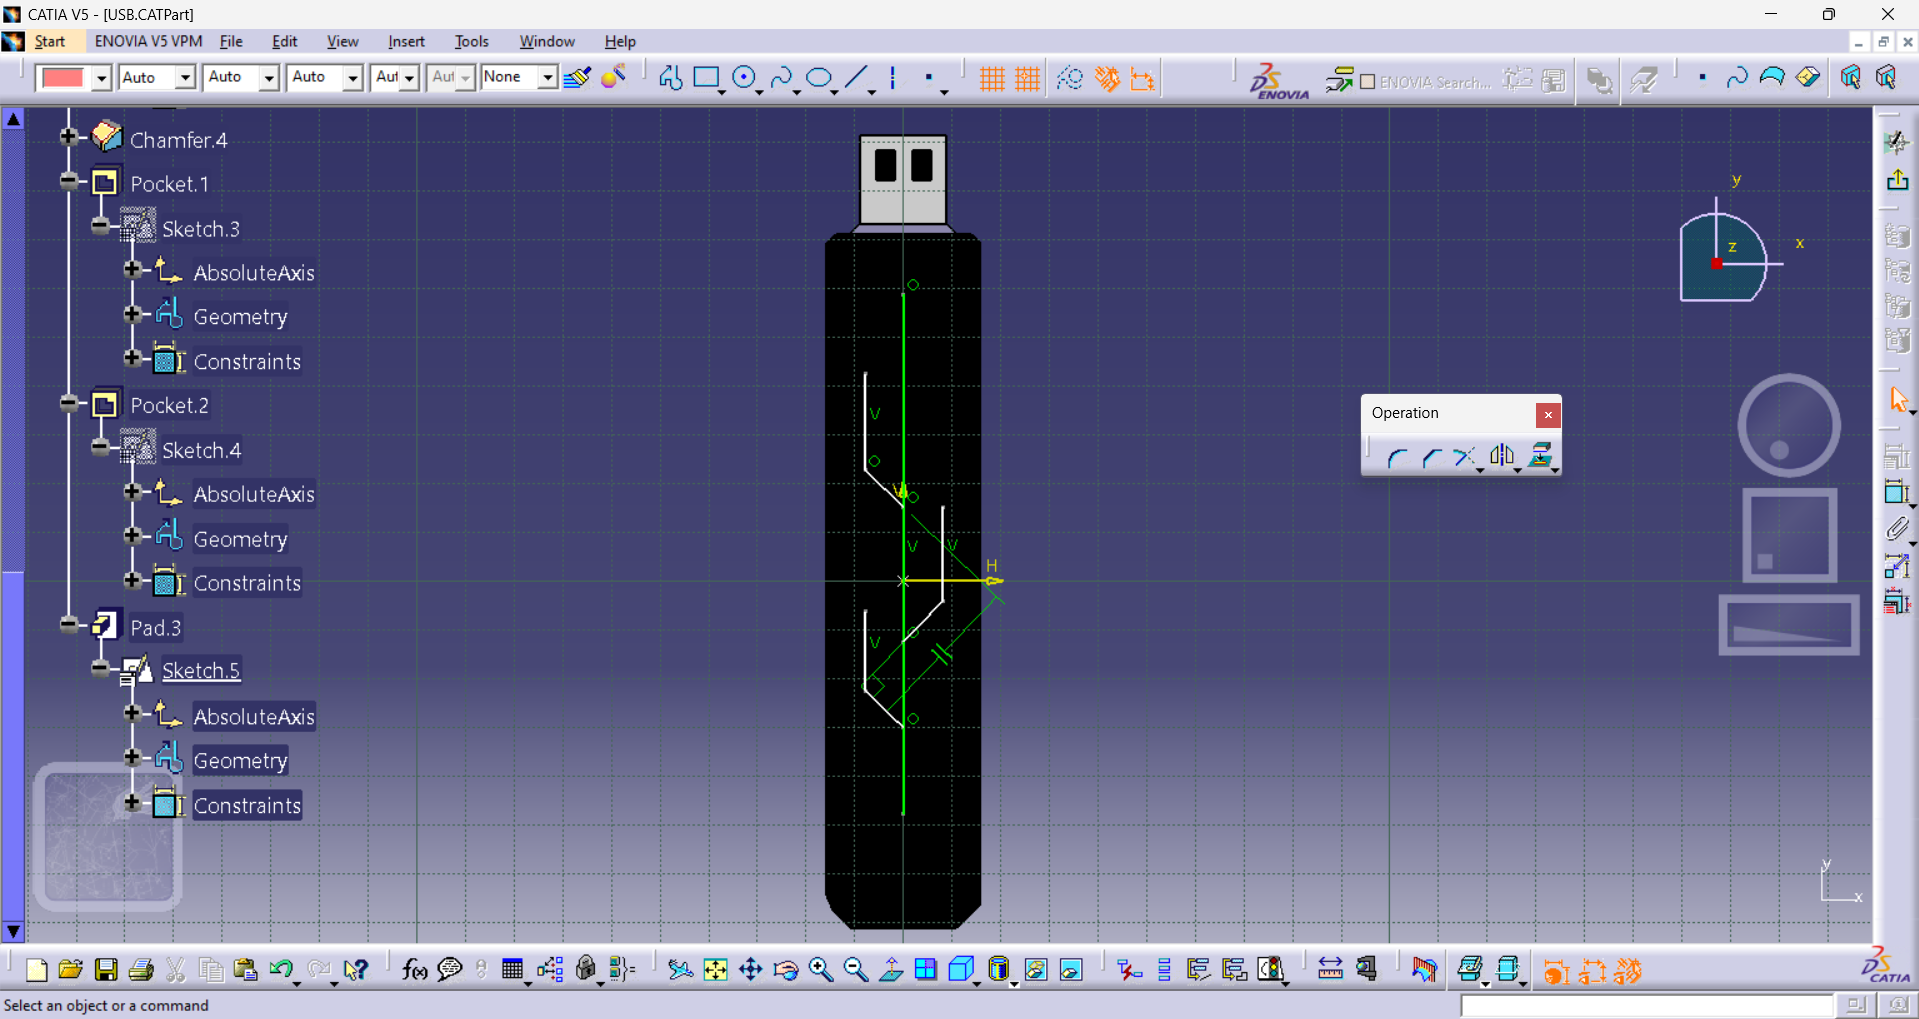 CATIA V5 - [USB.CATPart]
Start ENOVIA V5 VPM File Edit View Insert Tools Window Help
Auto Auto Auto Aut Aut None
ENOVIA
ENOVIA Search...
Chamfer.4
Pocket.1
Sketch.3
AbsoluteAxis
Geometry
Constraints
Pocket.2
Sketch.4
AbsoluteAxis
Geometry
Constraints
Pad.3
Sketch.5
AbsoluteAxis
Geometry
Constraints
V
V
V
V
H
y
z
x
Operation
y
x
f(x)
CATIA
Select an object or a command